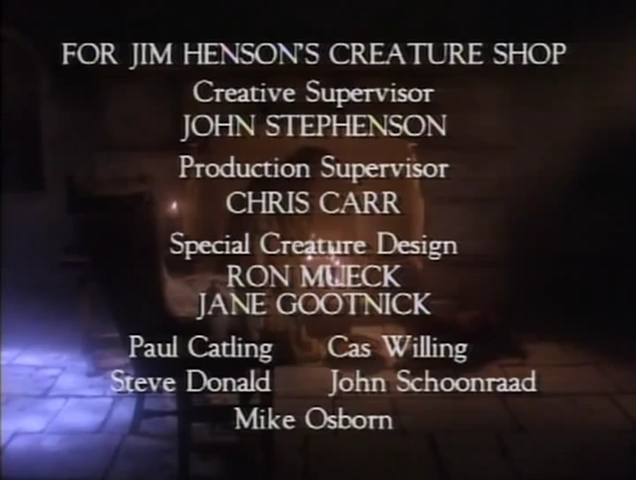 FOR JIM HENSON'S CREATURE SHOP
Creative Supervisor
JOHN STEPHENSON
Production Supervisor
CHRIS CARR
Special Creature Design
RON MUECK
JANE GOOTNICK
Paul Catling Cas Willing
Steve Donald John Schoonraad
Mike Osborn